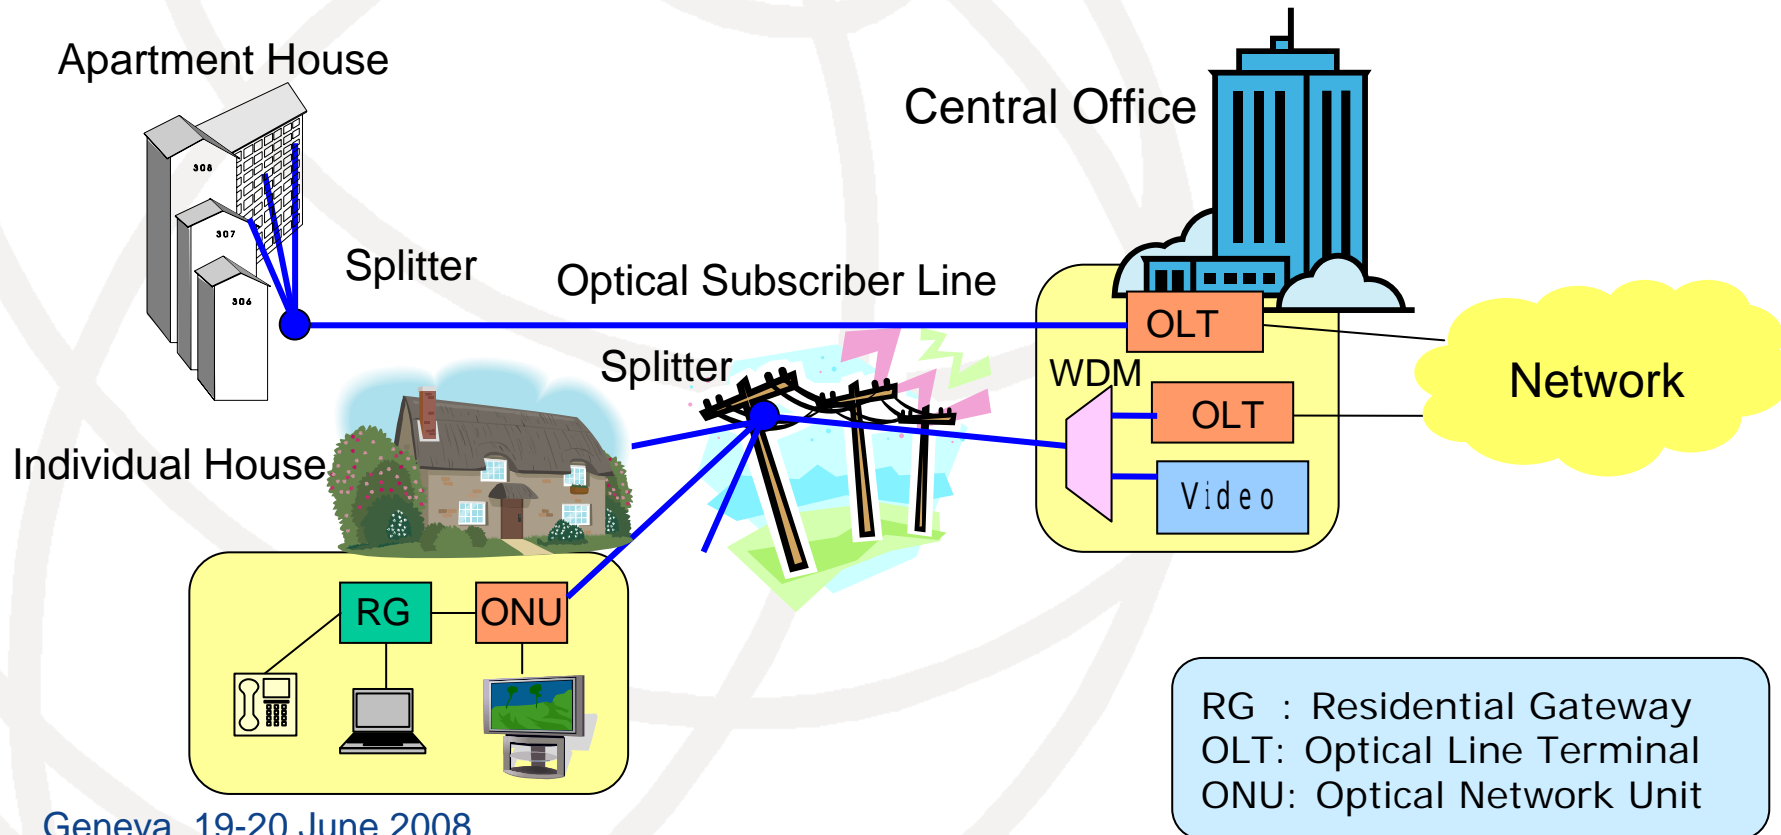 Apartment House
Central Office
308
307
306
Splitter
Optical Subscriber Line
OLT
Splitter
WDM
OLT
Network
Individual House
Video
RG
ONU
RG : Residential Gateway
OLT: Optical Line Terminal
ONU: Optical Network Unit
Geneva, 19-20 June 2008